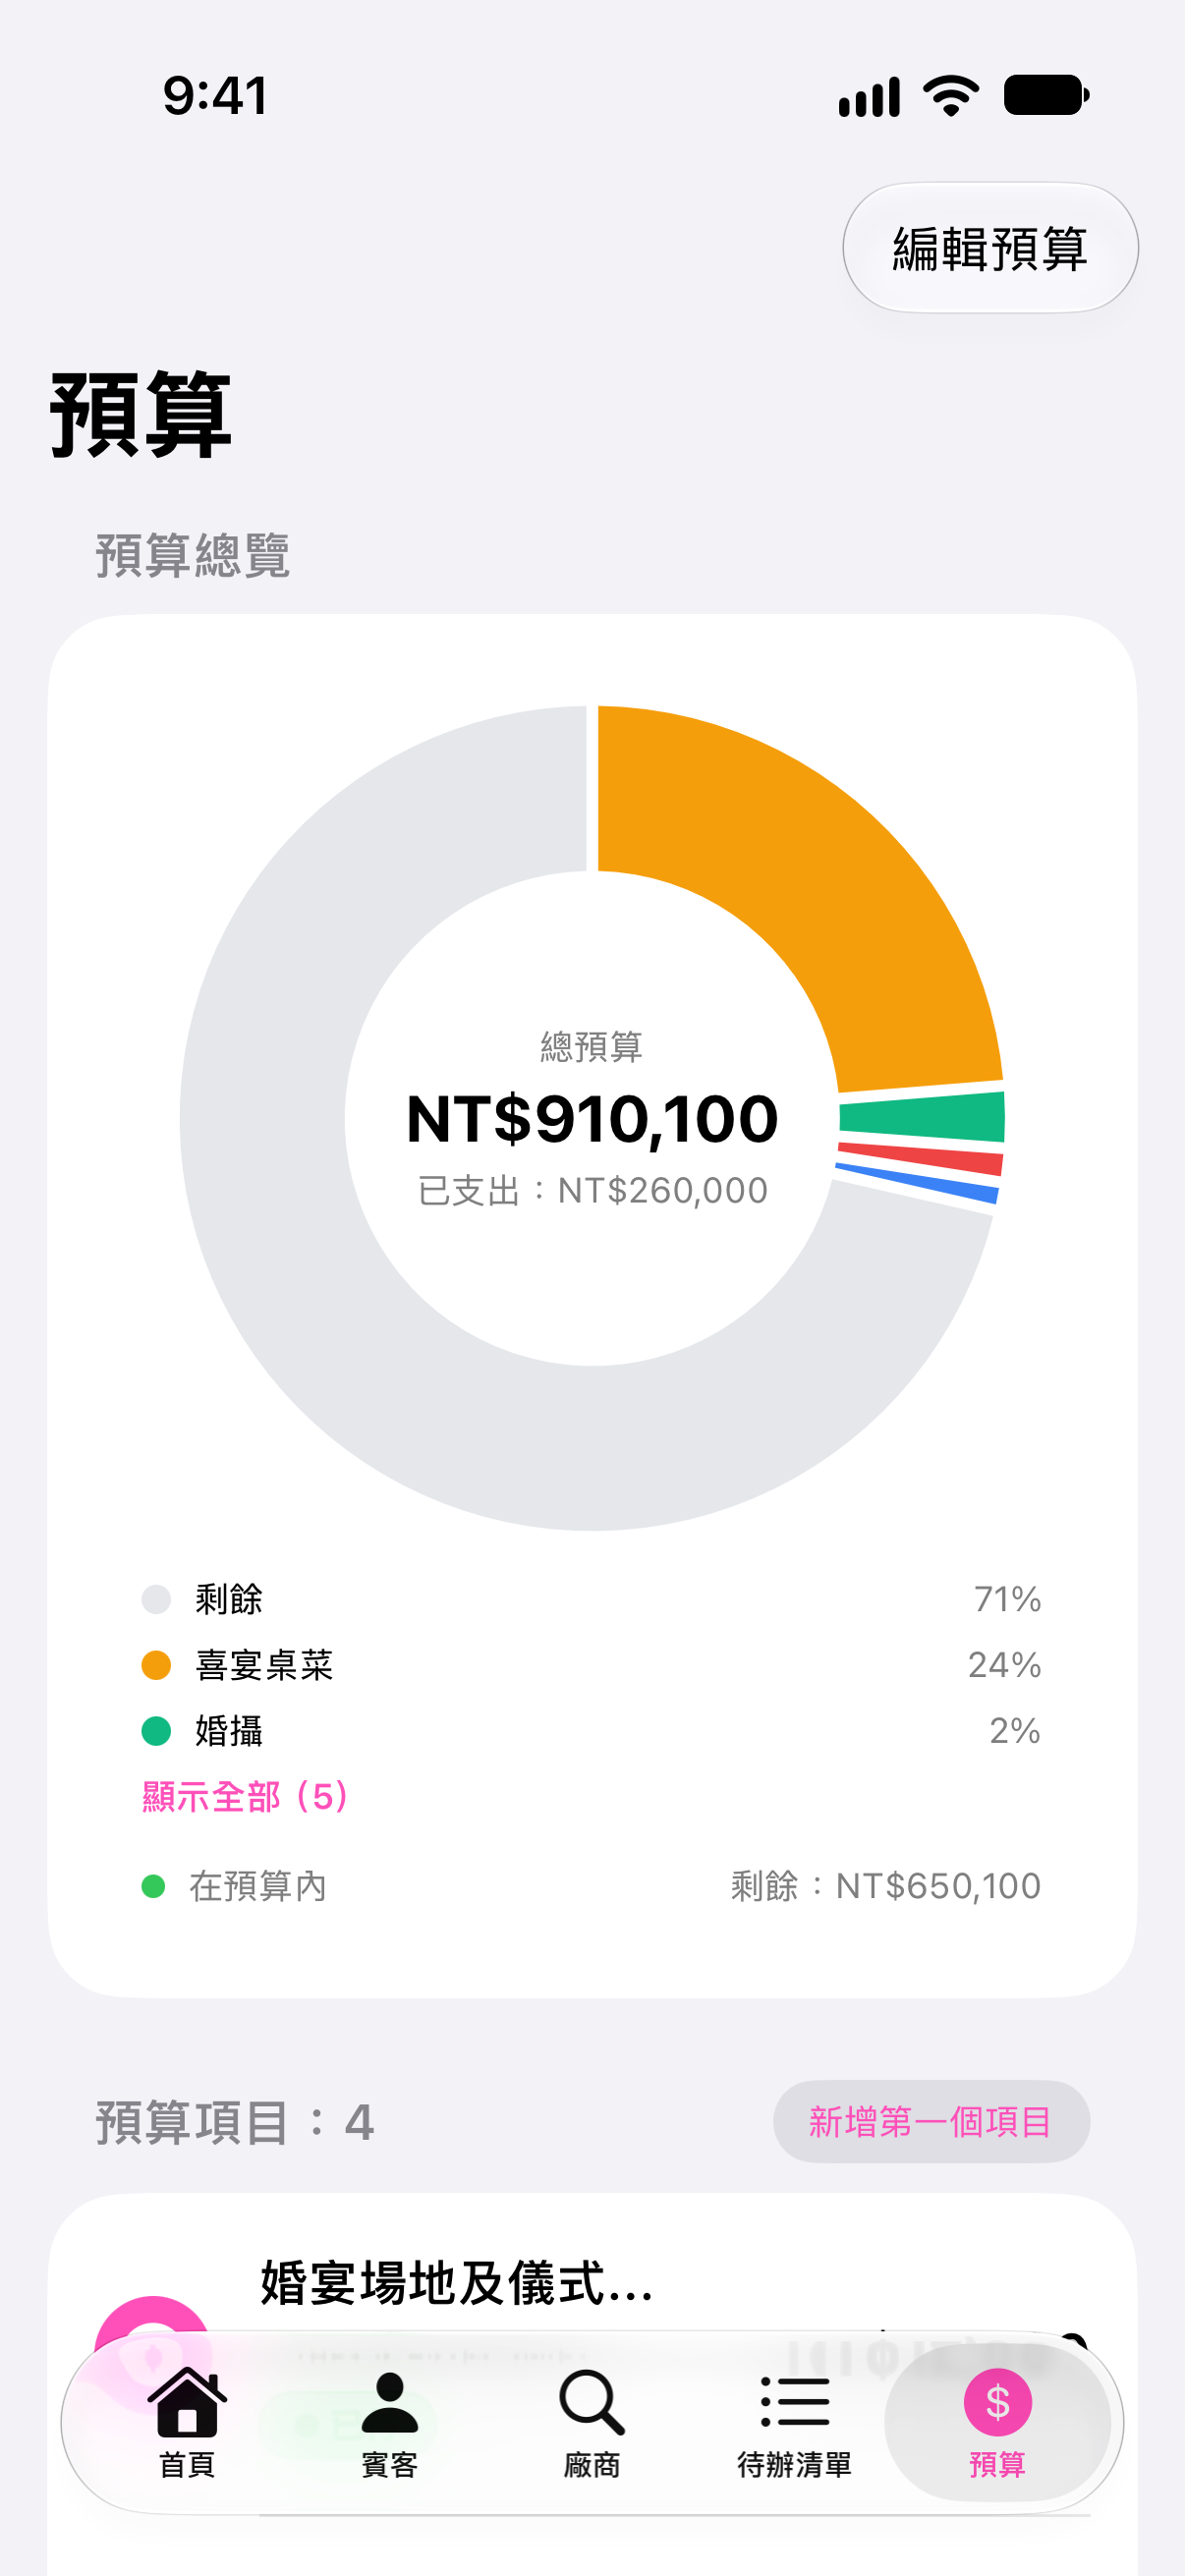 9:41
編輯預算
預算
預算總覽
總預算
NT$910,100
已支出：NT$260,000
剩餘 71%
喜宴桌菜 24%
婚攝 2%
顯示全部（5）
在預算內 剩餘：NT$650,100
預算項目：4 新增第一個項目
婚宴場地及儀式...
首頁 賓客 廠商 待辦清單 預算